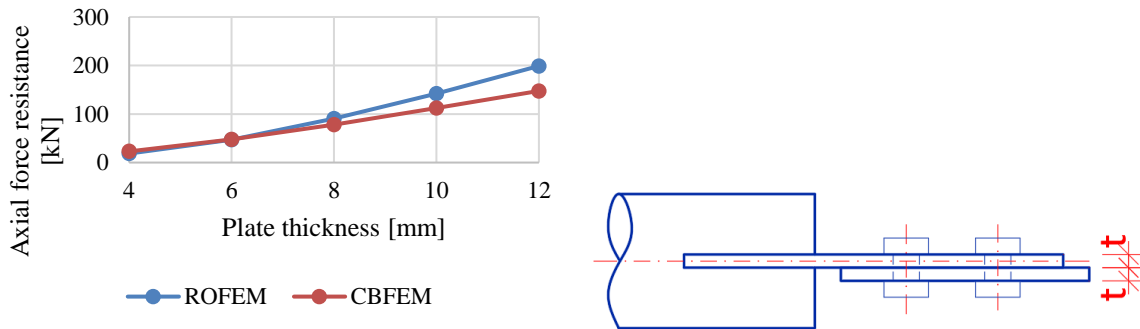 Axial force resistance
[kN]
300
200
100
0
4 6 8 10 12
Plate thickness [mm]
ROFEM CBFEM
t
t